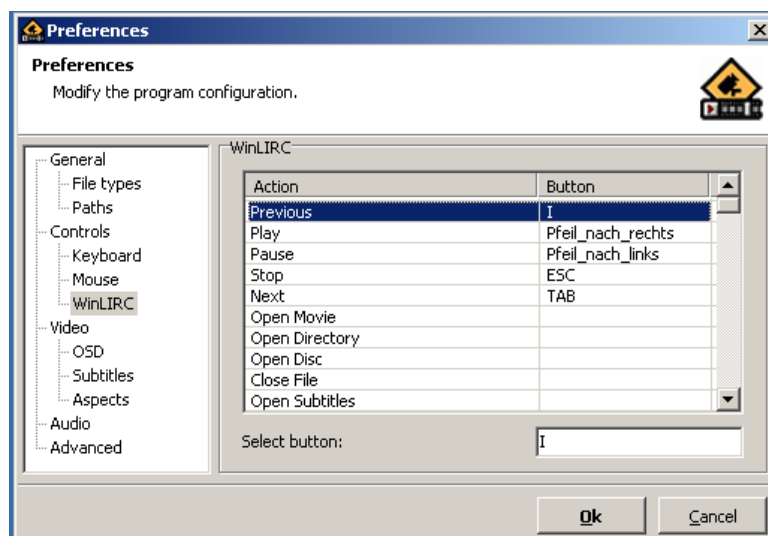 Preferences
Preferences
Modify the program configuration.
General
File types
Paths
Controls
Keyboard
Mouse
WinLIRC
Video
OSD
Subtitles
Aspects
Audio
Advanced
WinLIRC
Action Button
Previous I
Play Pfeil_nach_rechts
Pause Pfeil_nach_links
Stop ESC
Next TAB
Open Movie
Open Directory
Open Disc
Close File
Open Subtitles
Select button: I
Ok Cancel